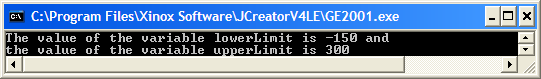 C:\Program Files\Xinox Software\JCreatorV4LE\GE2001.exe
The value of the variable lowerLimit is -150 and
the value of the variable upperLimit is 300